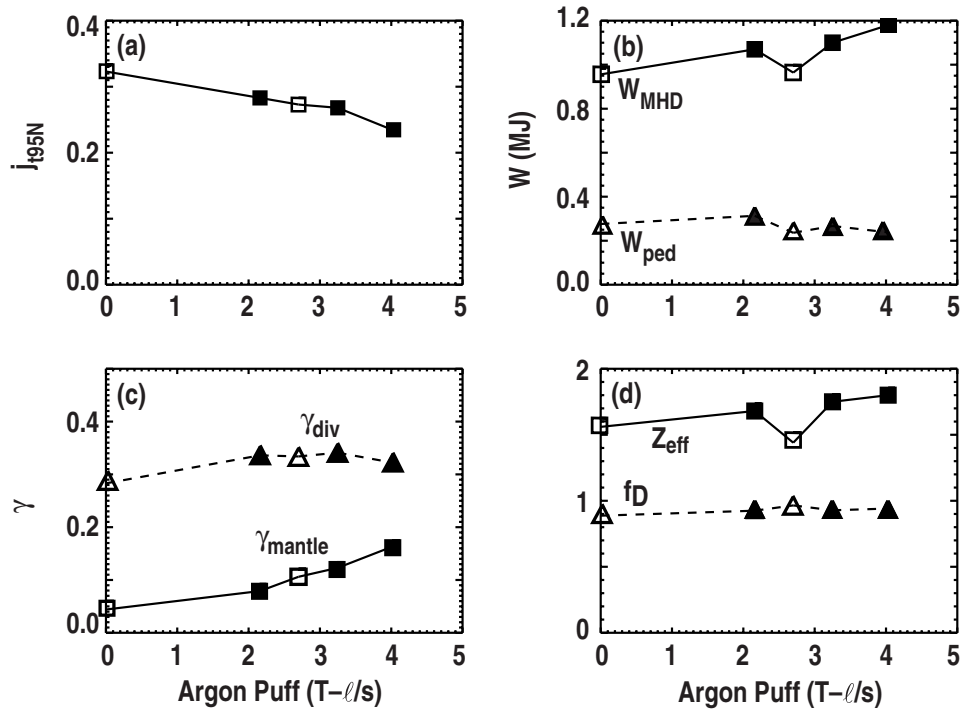 (a)
0.4
0.2
0.0
j_t95N
0 1 2 3 4 5
(b)
1.2
0.8
0.4
0.0
W (MJ)
W_MHD
W_ped
0 1 2 3 4 5
(c)
0.4
0.2
0.0
γ
γ_div
γ_mantle
0 1 2 3 4 5
Argon Puff (T–ℓ/s)
(d)
2
1
0
Z_eff
fD
0 1 2 3 4 5
Argon Puff (T–ℓ/s)